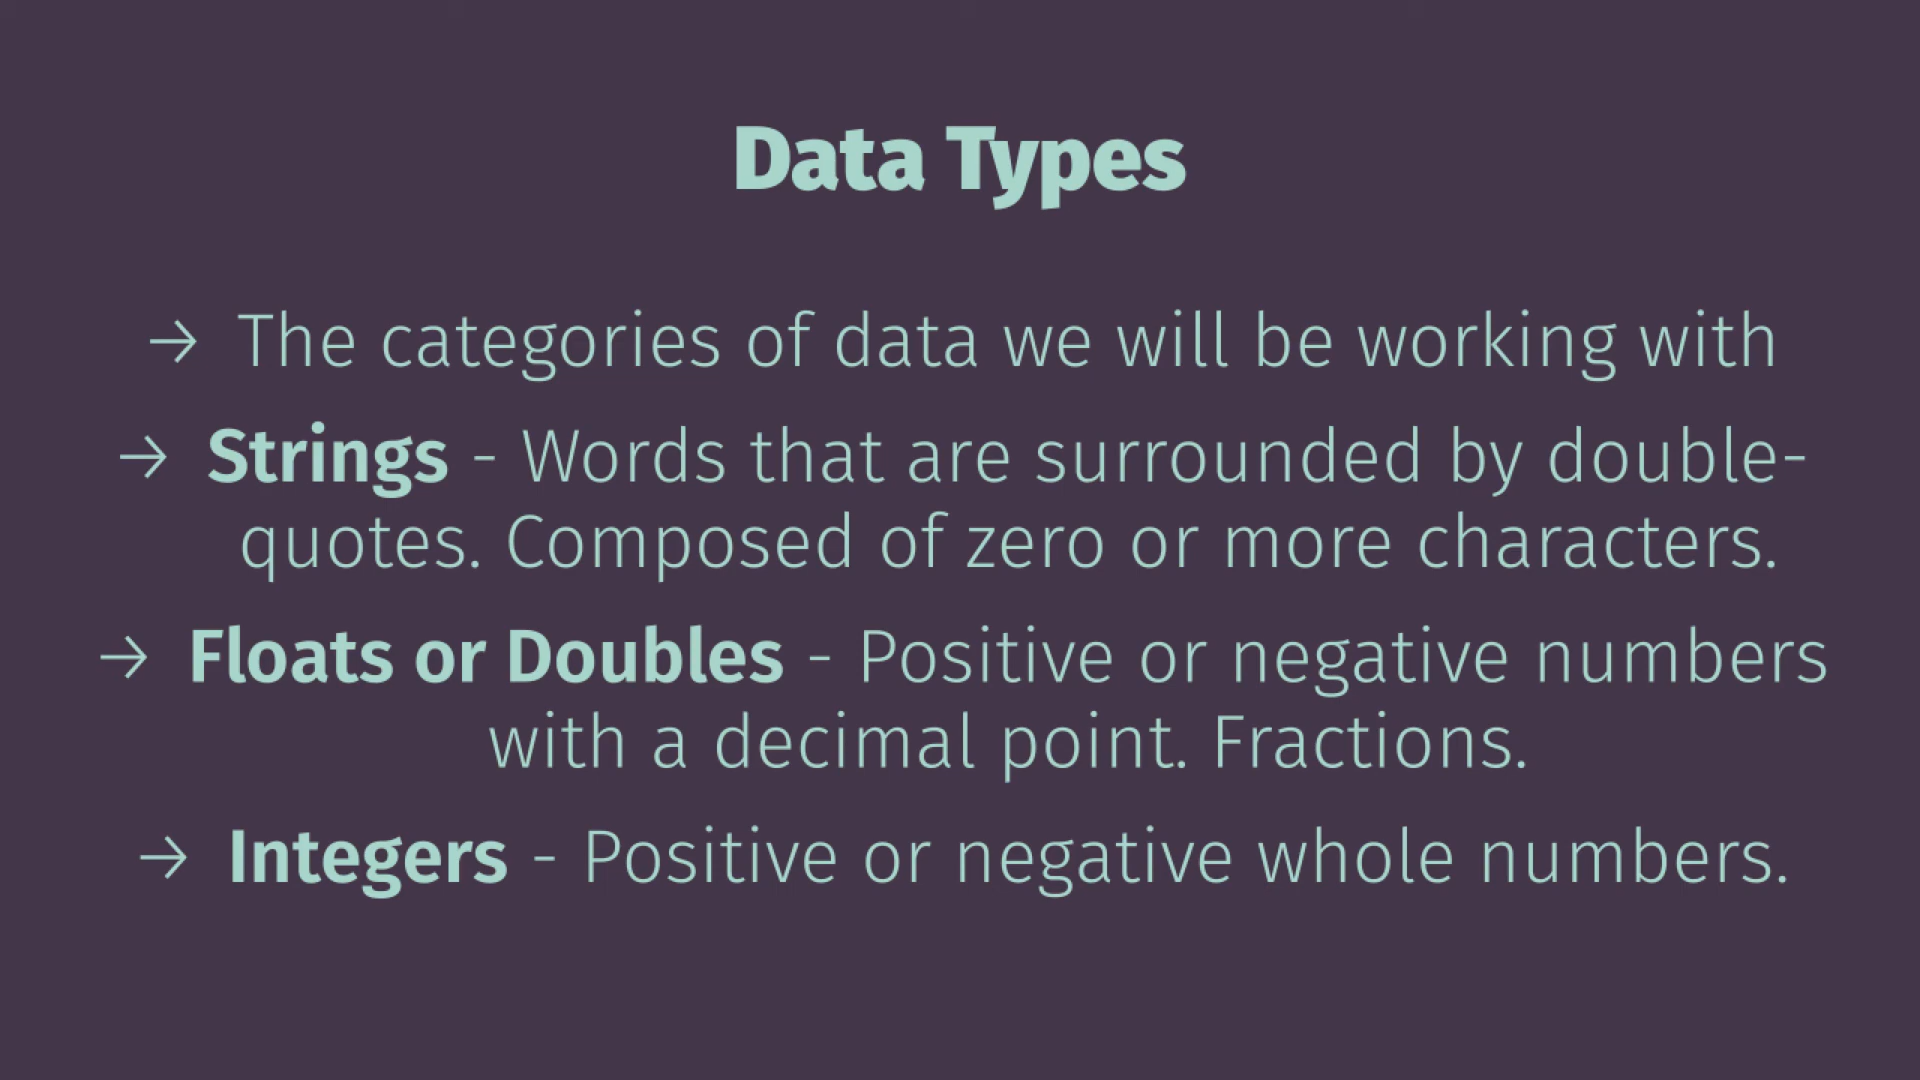 Data Types
→ The categories of data we will be working with
→ Strings - Words that are surrounded by double-
quotes. Composed of zero or more characters.
→ Floats or Doubles - Positive or negative numbers
with a decimal point. Fractions.
→ Integers - Positive or negative whole numbers.